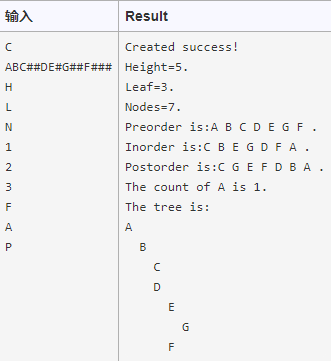 输入 Result
C Created success!
ABC##DE#G##F### Height=5.
H Leaf=3.
L Nodes=7.
N Preorder is:A B C D E G F .
1 Inorder is:C B E G D F A .
2 Postorder is:C G E F D B A .
3 The count of A is 1.
F The tree is:
A A
P B
C
D
E
G
F